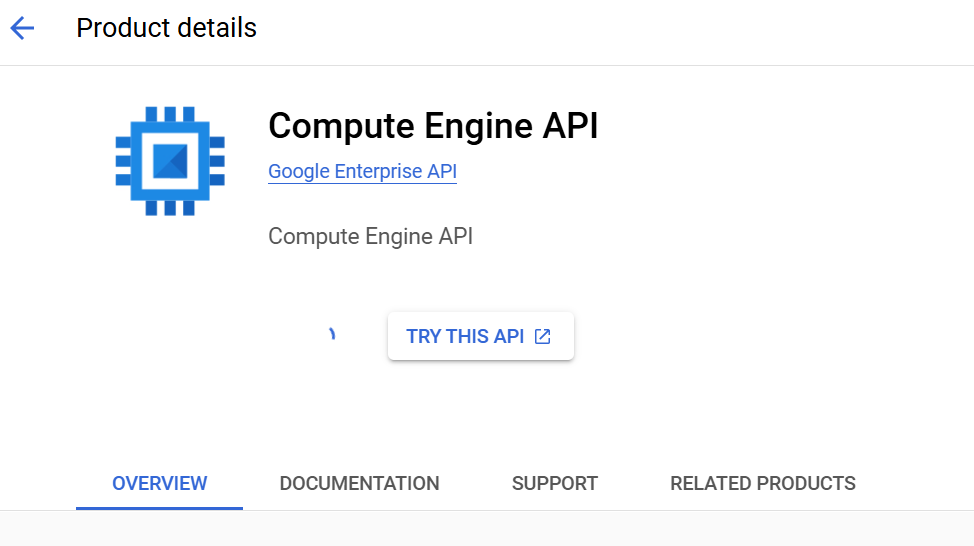 Product details
Compute Engine API
Google Enterprise API
Compute Engine API
TRY THIS API
OVERVIEW DOCUMENTATION SUPPORT RELATED PRODUCTS